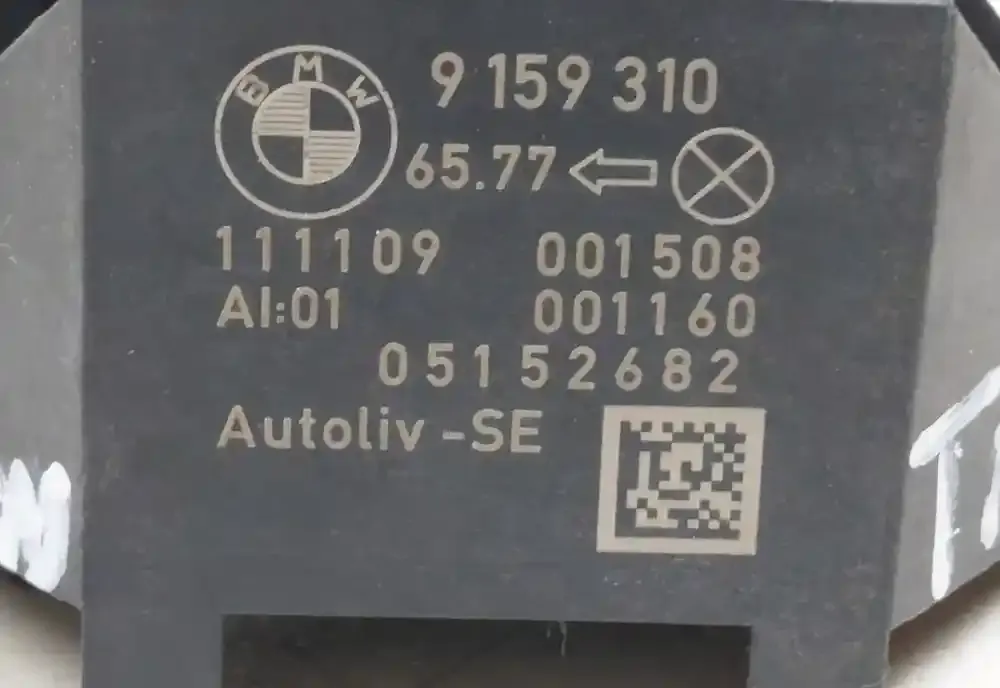 BMW
9 159 310
65.77
111109 001508
AI:01 001160
05152682
Autoliv -SE